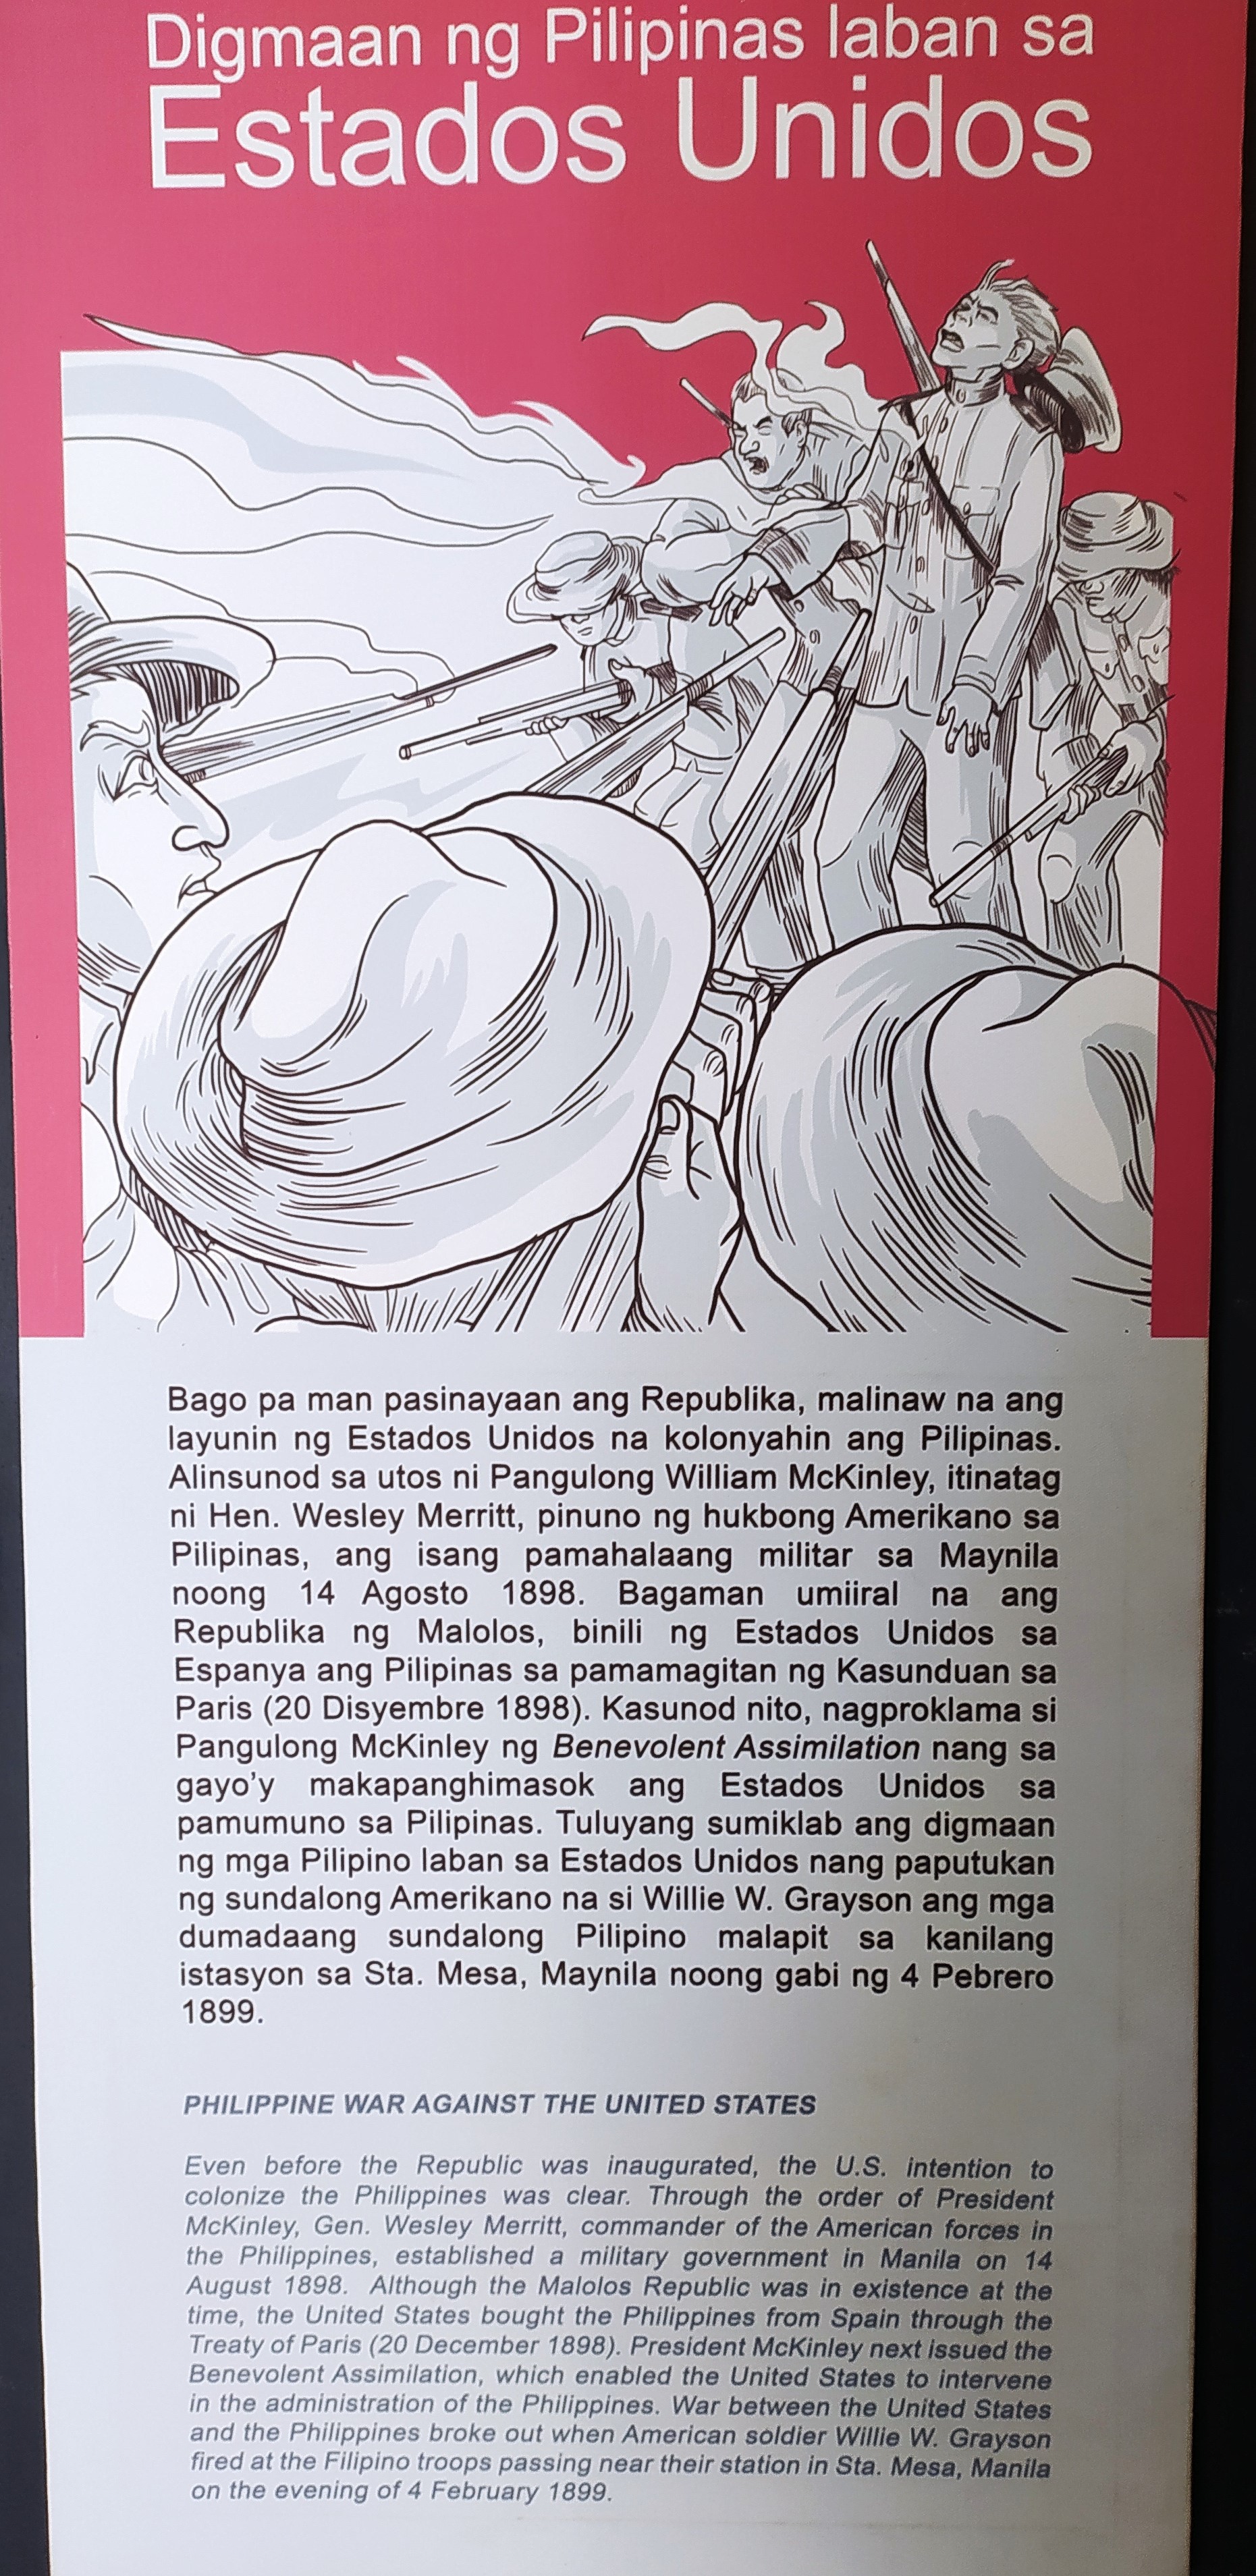 Digmaan ng Pilipinas laban sa
Estados Unidos
Bago pa man pasinayaan ang Republika, malinaw na ang
layunin ng Estados Unidos na kolonyahin ang Pilipinas.
Alinsunod sa utos ni Pangulong William McKinley, itinatag
ni Hen. Wesley Merritt, pinuno ng hukbong Amerikano sa
Pilipinas, ang isang pamahalaang militar sa Maynila
noong 14 Agosto 1898. Bagaman umiiral na ang
Republika ng Malolos, binili ng Estados Unidos sa
Espanya ang Pilipinas sa pamamagitan ng Kasunduan sa
Paris (20 Disyembre 1898). Kasunod nito, nagproklama si
Pangulong McKinley ng Benevolent Assimilation nang sa
gayo'y makapanghimasok ang Estados Unidos sa
pamumuno sa Pilipinas. Tuluyang sumiklab ang digmaan
ng mga Pilipino laban sa Estados Unidos nang paputukan
ng sundalong Amerikano na si Willie W. Grayson ang mga
dumadaang sundalong Pilipino malapit sa kanilang
istasyon sa Sta. Mesa, Maynila noong gabi ng 4 Pebrero
1899.
PHILIPPINE WAR AGAINST THE UNITED STATES
Even before the Republic was inaugurated, the U.S. intention to
colonize the Philippines was clear. Through the order of President
McKinley, Gen. Wesley Merritt, commander of the American forces in
the Philippines, established a military government in Manila on 14
August 1898. Although the Malolos Republic was in existence at the
time, the United States bought the Philippines from Spain through the
Treaty of Paris (20 December 1898). President McKinley next issued the
Benevolent Assimilation, which enabled the United States to intervene
in the administration of the Philippines. War between the United States
and the Philippines broke out when American soldier Willie W. Grayson
fired at the Filipino troops passing near their station in Sta. Mesa, Manila
on the evening of 4 February 1899.